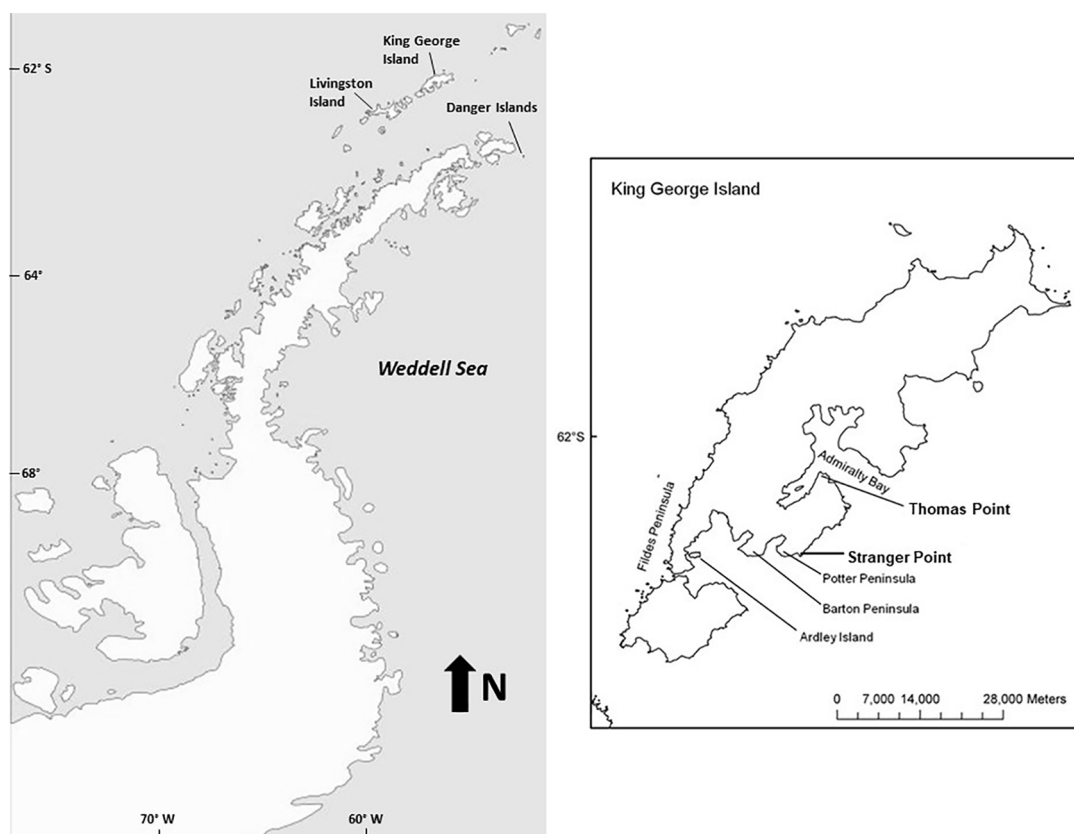 King George
Island
62° S
Livingston
Island
Danger Islands
64°
Weddell Sea
68°
N
70° W
60° W
King George Island
62°S
Admiralty Bay
Fildes Peninsula
Thomas Point
Stranger Point
Potter Peninsula
Barton Peninsula
Ardley Island
0 7,000 14,000 28,000 Meters